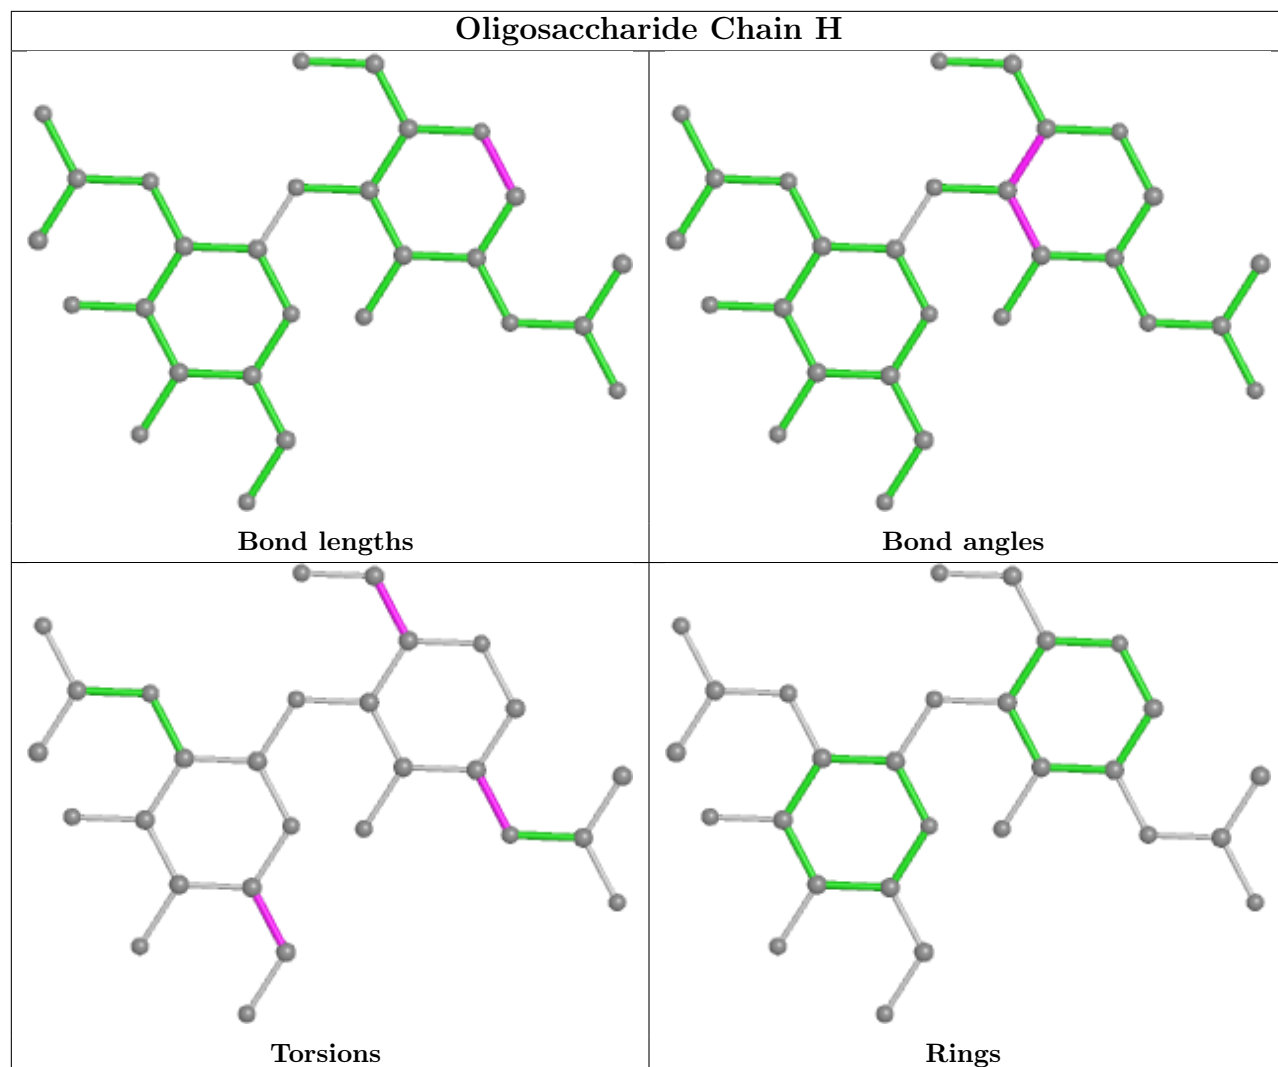 Oligosaccharide Chain H
Bond lengths
Bond angles
Torsions
Rings